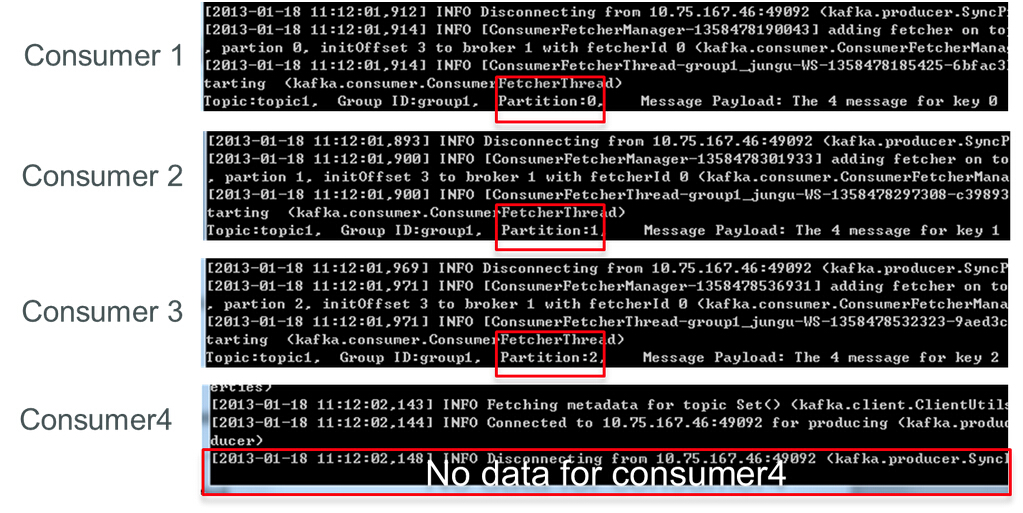 Consumer 1
[2013-01-18 11:12:01,912] INFO Disconnecting from 10.75.167.46:49092 (kafka.producer.SyncP
[2013-01-18 11:12:01,914] INFO [ConsumerFetcherManager-1358478190043] adding fetcher on top
, partion 0, initOffset 3 to broker 1 with fetcherId 0 (kafka.consumer.ConsumerFetcherMana
[2013-01-18 11:12:01,914] INFO [ConsumerFetcherThread-group1_jungu-WS-1358478185425-6bfac3
tarting (kafka.consumer.ConsumerFetcherThread)
Topic:topic1, Group ID:group1, Partition:0, Message Payload: The 4 message for key 0
Consumer 2
[2013-01-18 11:12:01,893] INFO Disconnecting from 10.75.167.46:49092 (kafka.producer.SyncP
[2013-01-18 11:12:01,900] INFO [ConsumerFetcherManager-1358478301933] adding fetcher on to
, partion 1, initOffset 3 to broker 1 with fetcherId 0 (kafka.consumer.ConsumerFetcherMana
[2013-01-18 11:12:01,900] INFO [ConsumerFetcherThread-group1_jungu-WS-1358478297308-c39893
tarting (kafka.consumer.ConsumerFetcherThread)
Topic:topic1, Group ID:group1, Partition:1, Message Payload: The 4 message for key 1
Consumer 3
[2013-01-18 11:12:01,969] INFO Disconnecting from 10.75.167.46:49092 (kafka.producer.SyncP
[2013-01-18 11:12:01,971] INFO [ConsumerFetcherManager-1358478536931] adding fetcher on to
, partion 2, initOffset 3 to broker 1 with fetcherId 0 (kafka.consumer.ConsumerFetcherMana
[2013-01-18 11:12:01,971] INFO [ConsumerFetcherThread-group1_jungu-WS-1358478532323-9aed3c
tarting (kafka.consumer.ConsumerFetcherThread)
Topic:topic1, Group ID:group1, Partition:2, Message Payload: The 4 message for key 2
Consumer4
erties)
[2013-01-18 11:12:02,143] INFO Fetching metadata for topic Set() (kafka.client.ClientUtils
[2013-01-18 11:12:02,144] INFO Connected to 10.75.167.46:49092 for producing (kafka.produ
ducer)
[2013-01-18 11:12:02,148] INFO Disconnecting from 10.75.167.46:49092 (kafka.producer.Sync
No data for consumer4